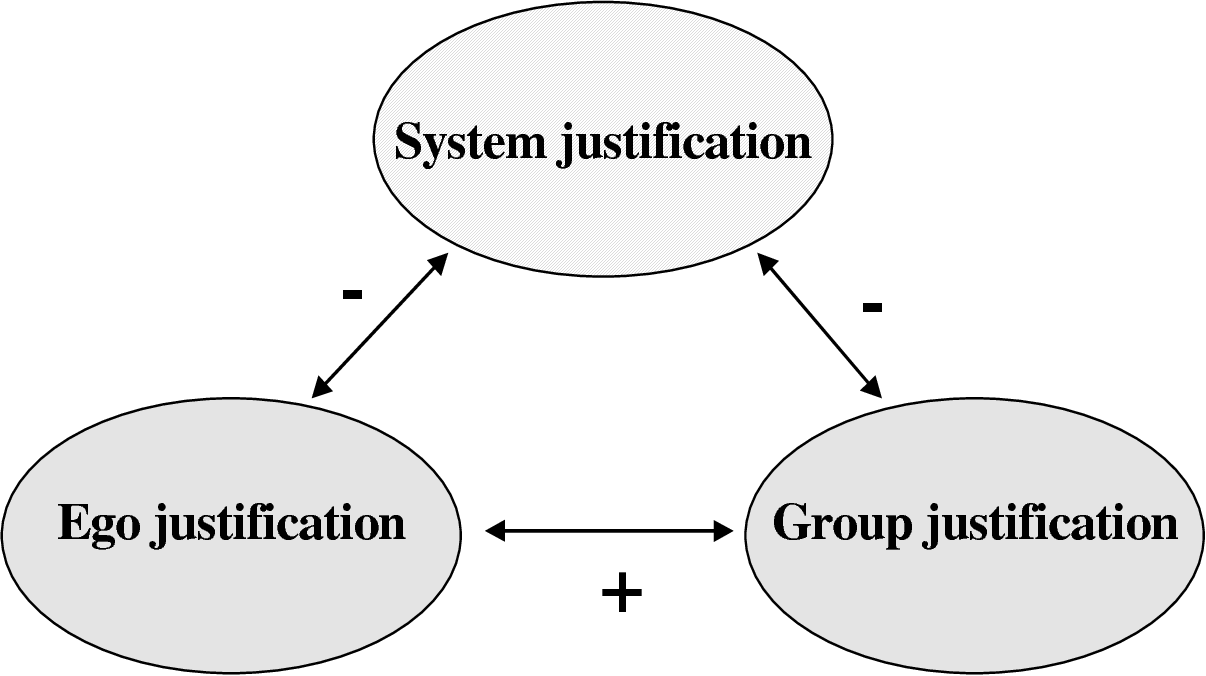 System justification
-
-
Ego justification
Group justification
+